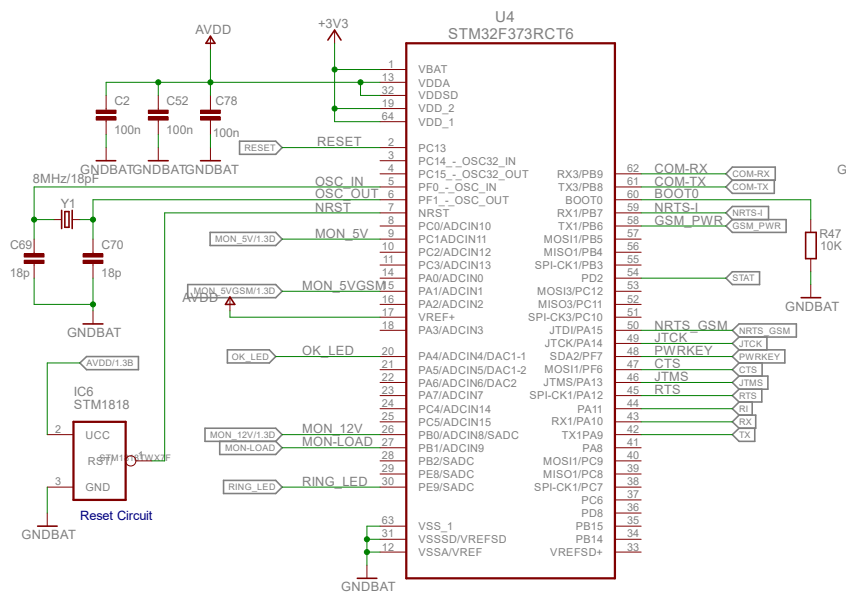 U4
STM32F373RCT6
AVDD
+3V3
C2
100n
C52
100n
C78
100n
GNDBAT
GNDBAT
GNDBAT
1 VBAT
13 VDDA
32 VDDSD
19 VDD_2
64 VDD_1
RESET RESET 2 PC13
3 PC14_-_OSC32_IN
4 PC15_-_OSC32_OUT
8MHz/18pF
Y1
OSC_IN 5 PF0_-_OSC_IN
OSC_OUT 6 PF1_-_OSC_OUT
NRST 7 NRST
8 PC0/ADCIN10
MON_5V/1.3D MON_5V 9 PC1ADCIN11
10 PC2/ADCIN12
11 PC3/ADCIN13
14 PA0/ADCIN0
MON_5VGSM/1.3D MON_5VGSM 15 PA1/ADCIN1
16 PA2/ADCIN2
AVDD 17 VREF+
18 PA3/ADCIN3
OK_LED OK_LED 20 PA4/ADCIN4/DAC1-1
21 PA5/ADCIN5/DAC1-2
22 PA6/ADCIN6/DAC2
23 PA7/ADCIN7
24 PC4/ADCIN14
25 PC5/ADCIN15
MON_12V/1.3D MON_12V 26 PB0/ADCIN8/SADC
MON-LOAD MON-LOAD 27 PB1/ADCIN9
28 PB2/SADC
29 PE8/SADC
RING_LED RING_LED 30 PE9/SADC
63 VSS_1
31 VSSSD/VREFSD
12 VSSA/VREF
GNDBAT
C69
18p
C70
18p
GNDBAT
AVDD/1.3B
IC6
STM1818
2 UCC
RST/ 1
3 GND
GNDBAT
Reset Circuit
RX3/PB9 62 COM-RX COM-RX
TX3/PB8 61 COM-TX COM-TX
BOOT0 60 BOOT0
RX1/PB7 59 NRTS-I NRTS-I
TX1/PB6 58 GSM_PWR GSM_PWR
MOSI1/PB5 57
MISO1/PB4 56
SPI-CK1/PB3 55
PD2 54 STAT
MOSI3/PC12 53
MISO3/PC11 52
SPI-CK3/PC10 51
JTDI/PA15 50 NRTS_GSM NRTS_GSM
JTCK/PA14 49 JTCK JTCK
SDA2/PF7 48 PWRKEY PWRKEY
MOSI1/PF6 47 CTS CTS
JTMS/PA13 46 JTMS JTMS
SPI-CK1/PA12 45 RTS RTS
PA11 44 RI
RX1/PA10 43 RX
TX1PA9 42 TX
PA8 41
MOSI1/PC9 40
MISO1/PC8 39
SPI-CK1/PC7 38
PC6 37
PD8 36
PB15 35
PB14 34
VREFSD+ 33
R47
10K
GNDBAT
G